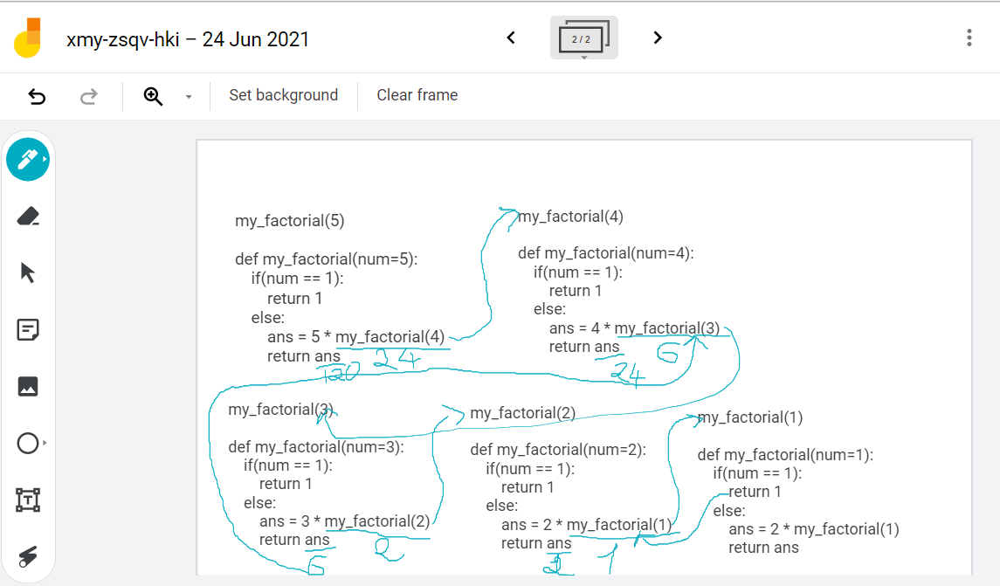 xmy-zsqv-hki – 24 Jun 2021
2 / 2
Set background
Clear frame
my_factorial(5)
def my_factorial(num=5):
if(num == 1):
return 1
else:
ans = 5 * my_factorial(4)
return ans
24
120
my_factorial(4)
def my_factorial(num=4):
if(num == 1):
return 1
else:
ans = 4 * my_factorial(3)
return ans
24
my_factorial(3)
def my_factorial(num=3):
if(num == 1):
return 1
else:
ans = 3 * my_factorial(2)
return ans
2
my_factorial(2)
def my_factorial(num=2):
if(num == 1):
return 1
else:
ans = 2 * my_factorial(1)
return ans
1
my_factorial(1)
def my_factorial(num=1):
if(num == 1):
return 1
else:
ans = 2 * my_factorial(1)
return ans
T